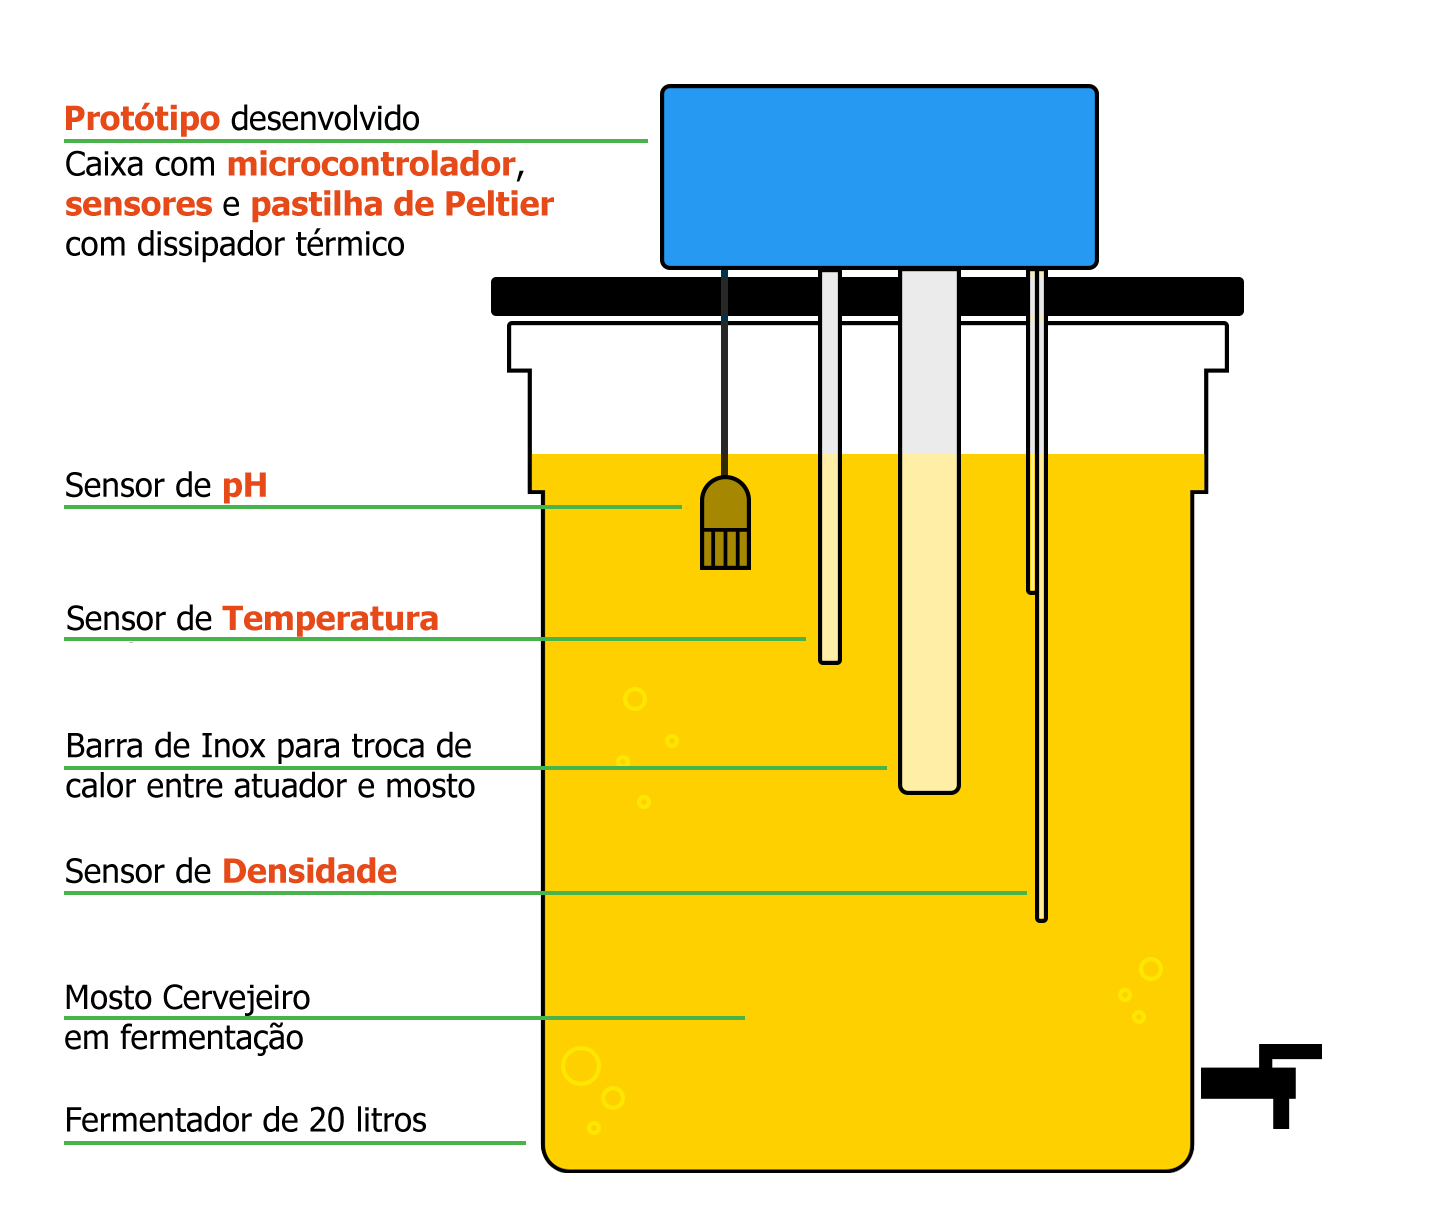 Protótipo desenvolvido
Caixa com microcontrolador,
sensores e pastilha de Peltier
com dissipador térmico
Sensor de pH
Sensor de Temperatura
Barra de Inox para troca de
calor entre atuador e mosto
Sensor de Densidade
Mosto Cervejeiro
em fermentação
Fermentador de 20 litros